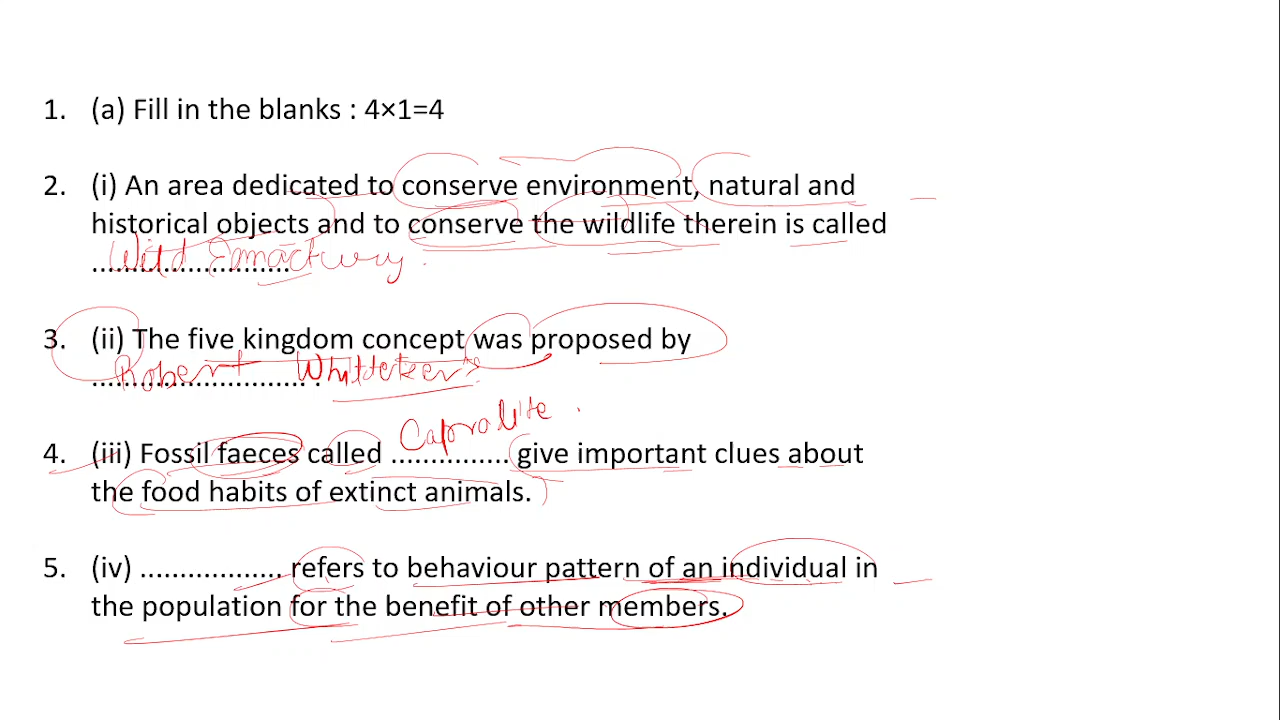 1. (a) Fill in the blanks : 4×1=4
2. (i) An area dedicated to conserve environment, natural and
historical objects and to conserve the wildlife therein is called
........................
Wild
3. (ii) The five kingdom concept was proposed by
........................... .
Robert Whitteker
4. (iii) Fossil faeces called ............... give important clues about
Capralite
the food habits of extinct animals.
5. (iv) .................. refers to behaviour pattern of an individual in
the population for the benefit of other members.